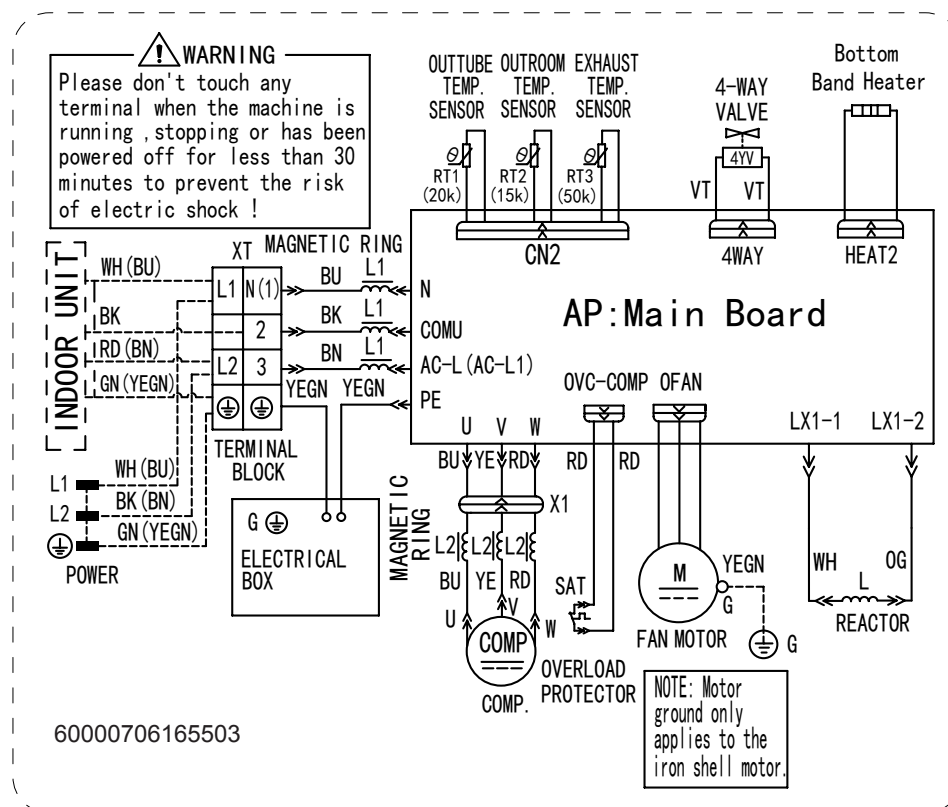 WARNING
Please don't touch any
terminal when the machine is
running ,stopping or has been
powered off for less than 30
minutes to prevent the risk
of electric shock !
OUTTUBE TEMP. SENSOR
OUTROOM TEMP. SENSOR
EXHAUST TEMP. SENSOR
RT1 (20k)
RT2 (15k)
RT3 (50k)
θ θ θ
CN2
4-WAY
VALVE
4YV
VT VT
4WAY
Bottom
Band Heater
HEAT2
AP:Main Board
INDOOR UNIT
WH(BU)
BK
RD(BN)
GN(YEGN)
XT
L1 N(1)
2
L2 3
TERMINAL
BLOCK
MAGNETIC RING
BU L1 N
BK L1 COMU
BN L1 AC-L(AC-L1)
YEGN YEGN PE
L1
L2
POWER
WH(BU)
BK(BN)
GN(YEGN)
G
ELECTRICAL
BOX
MAGNETIC
RING
U V W
BU YE RD
X1
L2 L2 L2
BU YE RD
U V W
COMP
COMP.
OVC-COMP
RD RD
SAT
OVERLOAD
PROTECTOR
OFAN
M
YEGN
G
FAN MOTOR
G
LX1-1 LX1-2
WH OG
L
REACTOR
NOTE: Motor
ground only
applies to the
iron shell motor.
60000706165503